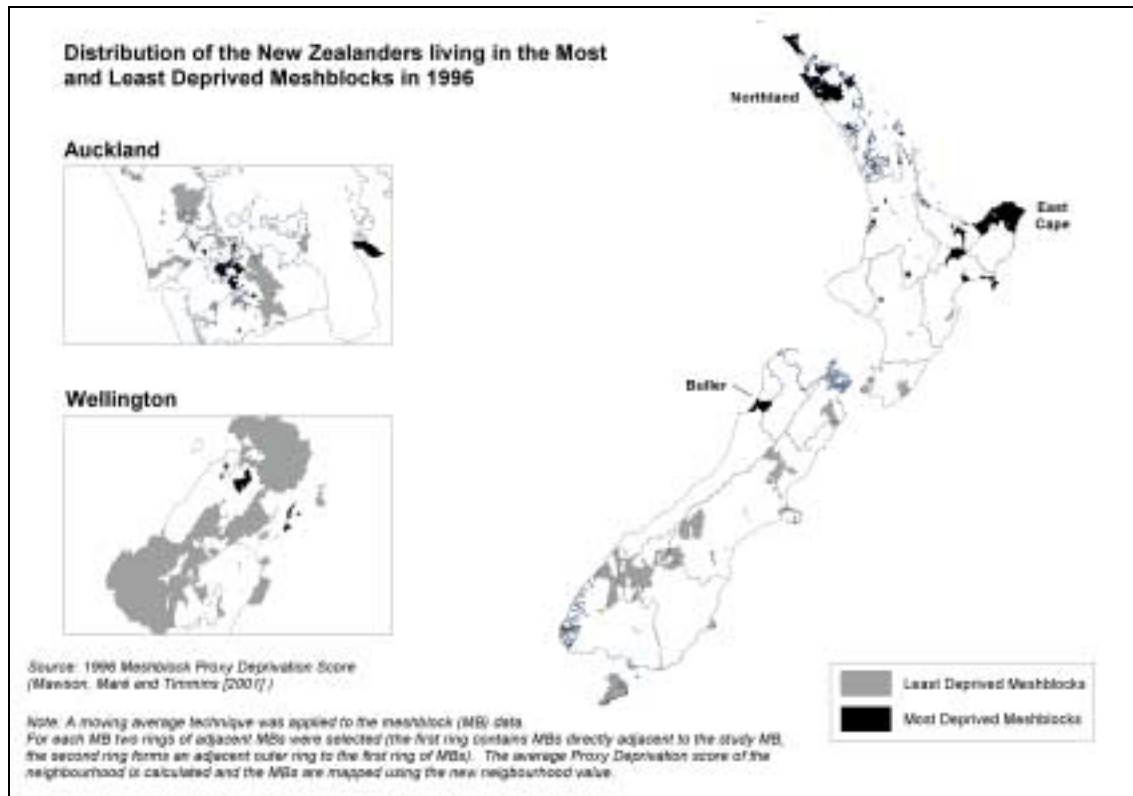 Distribution of the New Zealanders living in the Most
and Least Deprived Meshblocks in 1996
Auckland
Northland
East
Cape
Buller
Wellington
Source: 1996 Meshblock Proxy Deprivation Score
(Mawson, Maré and Timmins [2001] )
Least Deprived Meshblocks
Most Deprived Meshblocks
Note: A moving average technique was applied to the meshblock (MB) data.
For each MB two rings of adjacent MBs were selected (the first ring contains MBs directly adjacent to the study MB,
the second ring forms an adjacent outer ring to the first ring of MBs). The average Proxy Deprivation score of the
neighbourhood is calculated and the MBs are mapped using the new neigbourhood value.